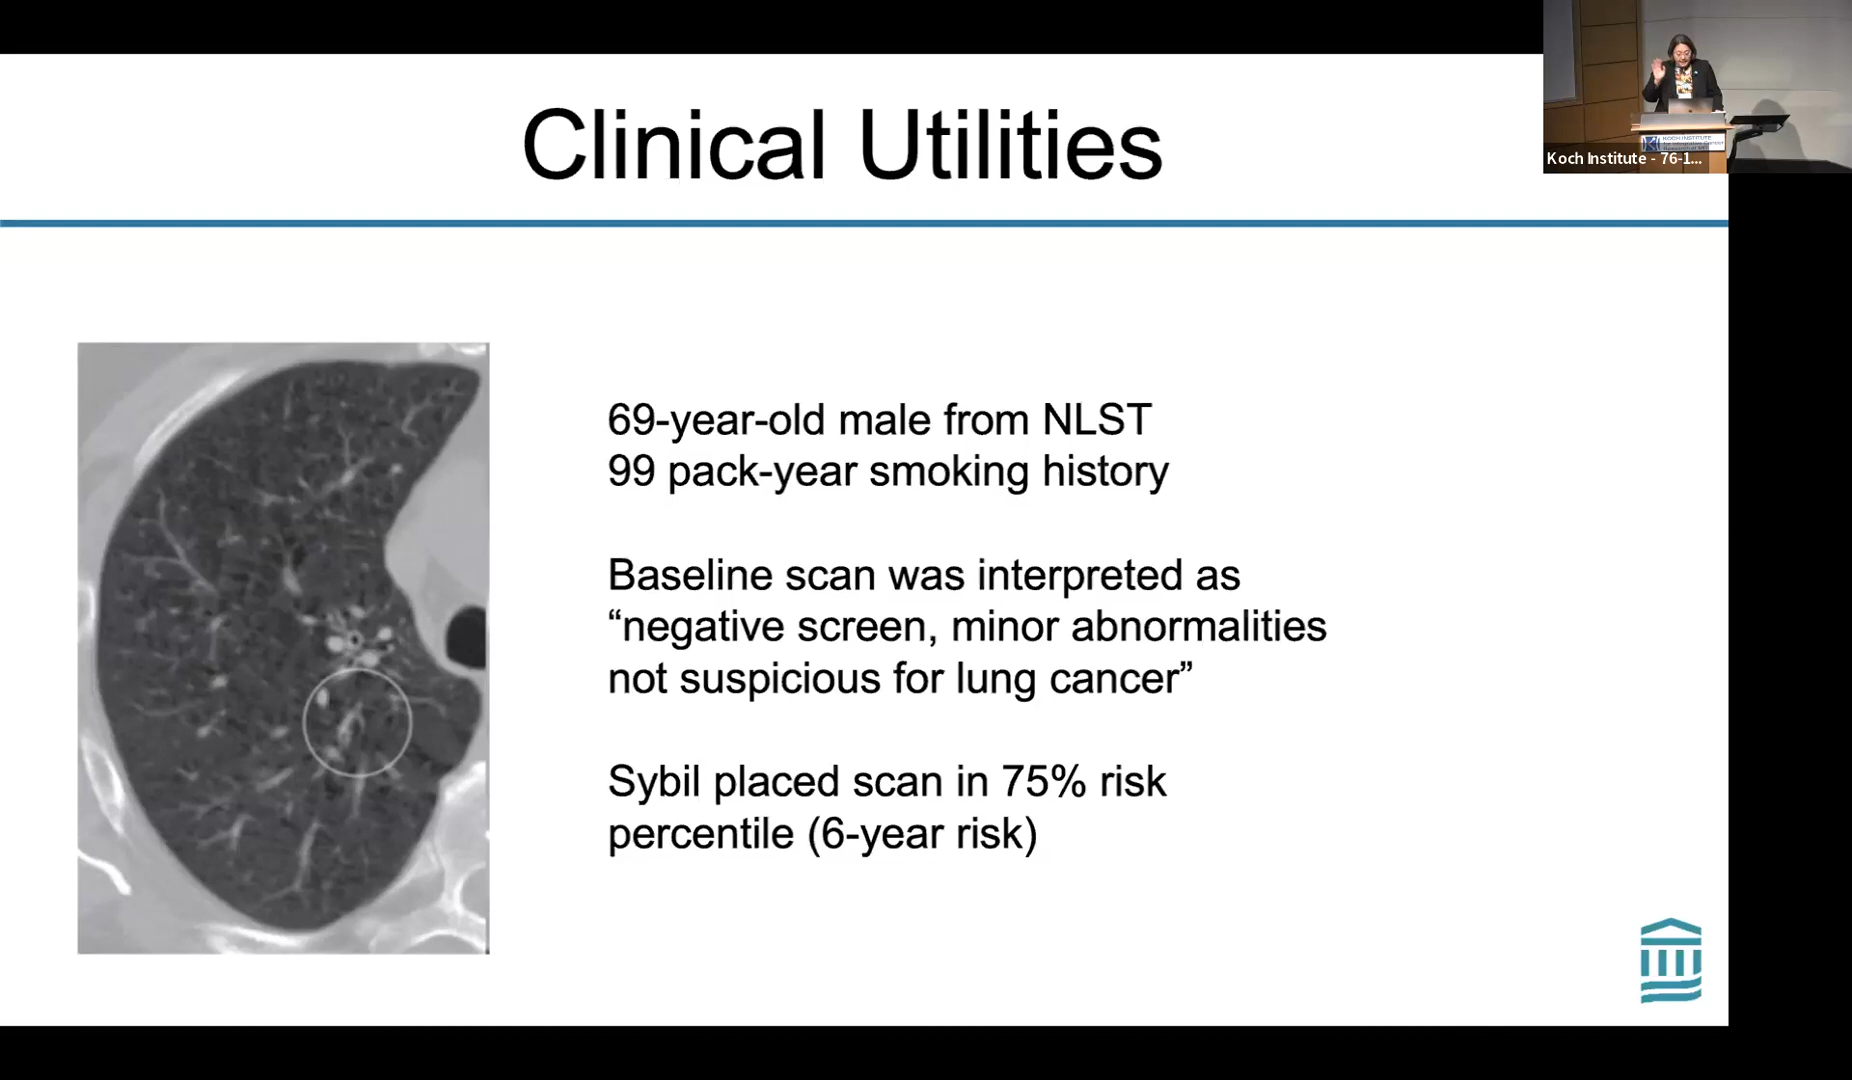 Clinical Utilities
Koch Institute - 76-1...
KOCH INSTITUTE
69-year-old male from NLST
99 pack-year smoking history
Baseline scan was interpreted as
“negative screen, minor abnormalities
not suspicious for lung cancer”
Sybil placed scan in 75% risk
percentile (6-year risk)